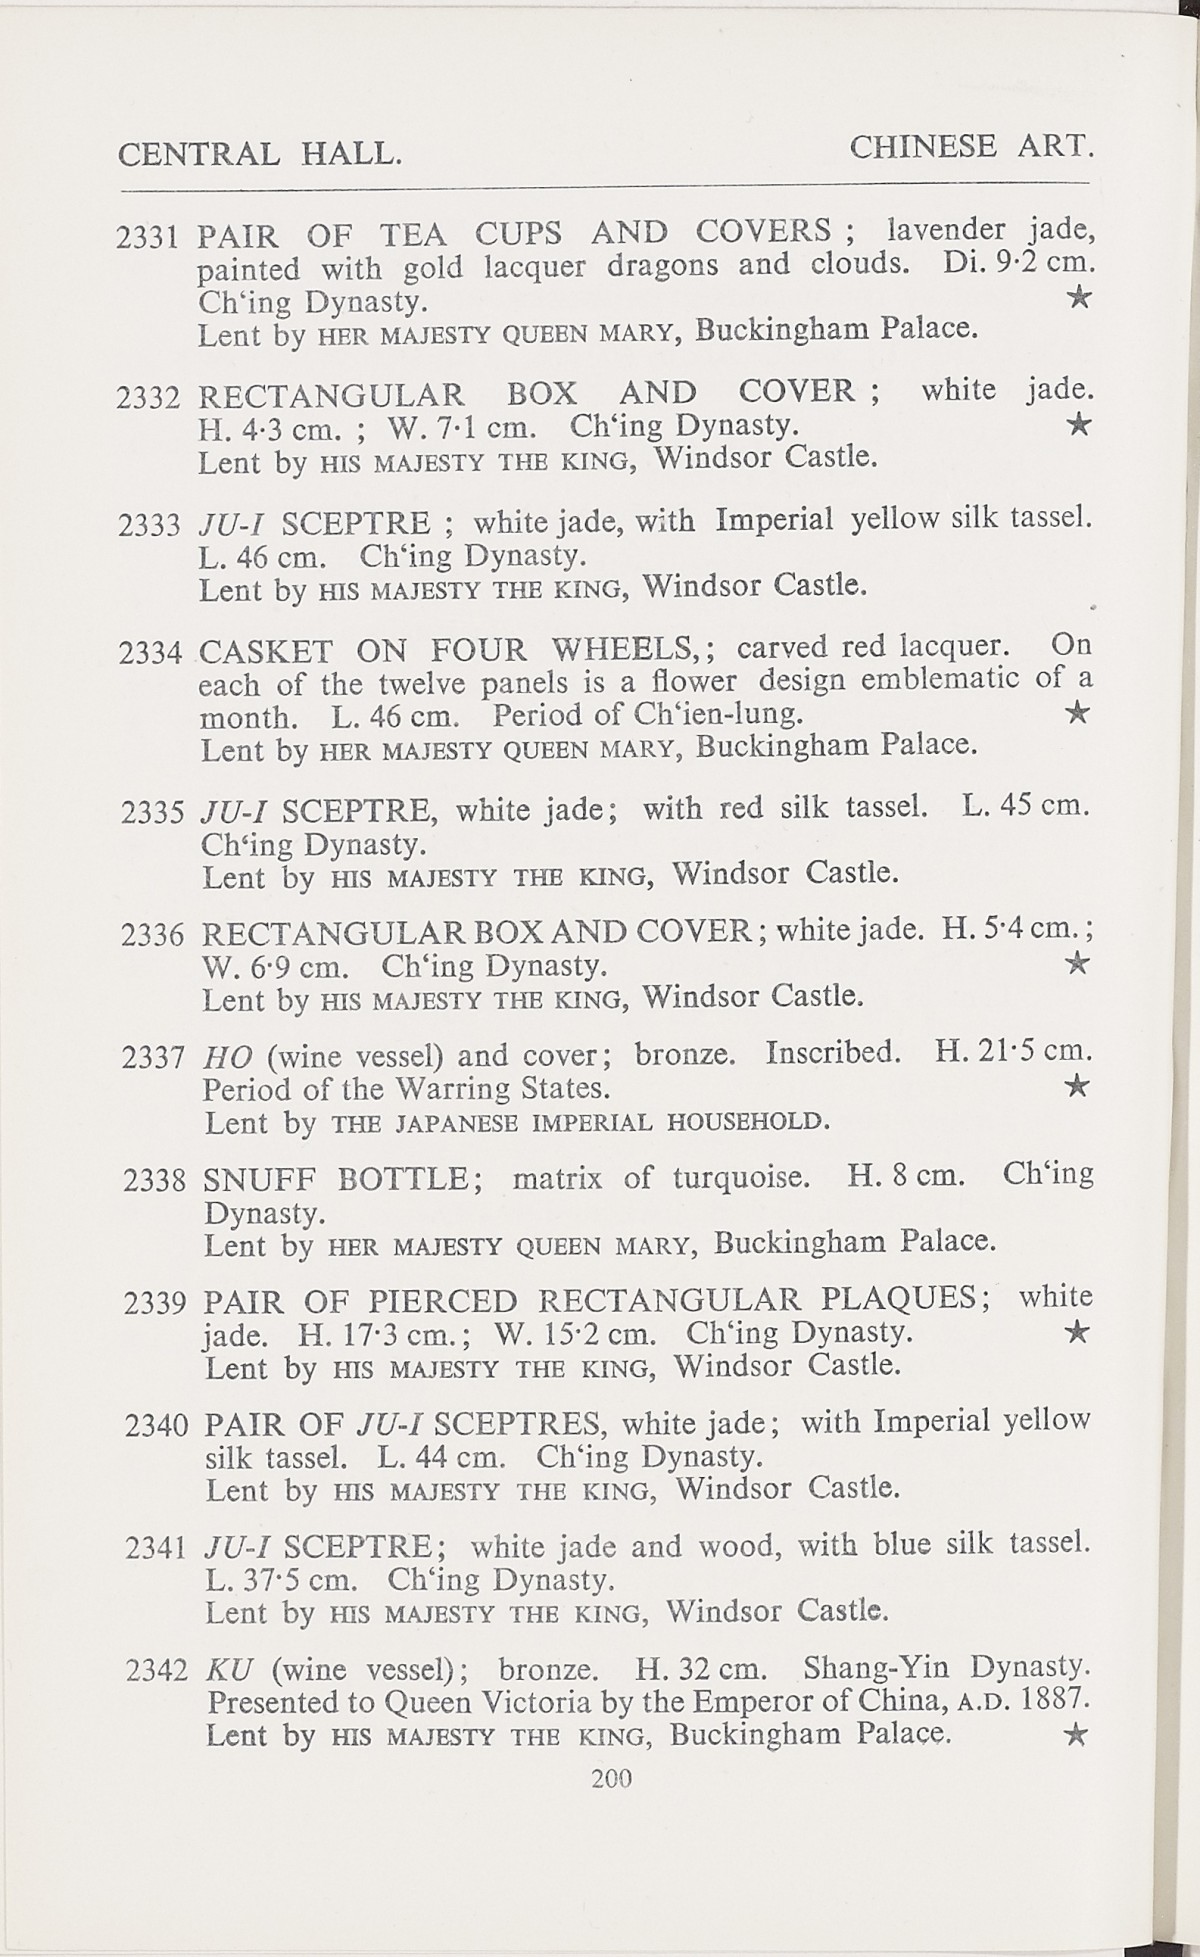 CENTRAL HALL. CHINESE ART.
2331 PAIR OF TEA CUPS AND COVERS ; lavender jade,
painted with gold lacquer dragons and clouds. Di. 9·2 cm.
Ch‘ing Dynasty. ★
Lent by HER MAJESTY QUEEN MARY, Buckingham Palace.
2332 RECTANGULAR BOX AND COVER ; white jade.
H. 4·3 cm. ; W. 7·1 cm. Ch‘ing Dynasty. ★
Lent by HIS MAJESTY THE KING, Windsor Castle.
2333 JU-I SCEPTRE ; white jade, with Imperial yellow silk tassel.
L. 46 cm. Ch‘ing Dynasty.
Lent by HIS MAJESTY THE KING, Windsor Castle.
2334 CASKET ON FOUR WHEELS,; carved red lacquer. On
each of the twelve panels is a flower design emblematic of a
month. L. 46 cm. Period of Ch‘ien-lung. ★
Lent by HER MAJESTY QUEEN MARY, Buckingham Palace.
2335 JU-I SCEPTRE, white jade; with red silk tassel. L. 45 cm.
Ch‘ing Dynasty.
Lent by HIS MAJESTY THE KING, Windsor Castle.
2336 RECTANGULAR BOX AND COVER; white jade. H. 5·4 cm. ;
W. 6·9 cm. Ch‘ing Dynasty. ★
Lent by HIS MAJESTY THE KING, Windsor Castle.
2337 HO (wine vessel) and cover; bronze. Inscribed. H. 21·5 cm.
Period of the Warring States. ★
Lent by THE JAPANESE IMPERIAL HOUSEHOLD.
2338 SNUFF BOTTLE; matrix of turquoise. H. 8 cm. Ch‘ing
Dynasty.
Lent by HER MAJESTY QUEEN MARY, Buckingham Palace.
2339 PAIR OF PIERCED RECTANGULAR PLAQUES; white
jade. H. 17·3 cm.; W. 15·2 cm. Ch‘ing Dynasty. ★
Lent by HIS MAJESTY THE KING, Windsor Castle.
2340 PAIR OF JU-I SCEPTRES, white jade; with Imperial yellow
silk tassel. L. 44 cm. Ch‘ing Dynasty.
Lent by HIS MAJESTY THE KING, Windsor Castle.
2341 JU-I SCEPTRE; white jade and wood, with blue silk tassel.
L. 37·5 cm. Ch‘ing Dynasty.
Lent by HIS MAJESTY THE KING, Windsor Castle.
2342 KU (wine vessel); bronze. H. 32 cm. Shang-Yin Dynasty.
Presented to Queen Victoria by the Emperor of China, A.D. 1887.
Lent by HIS MAJESTY THE KING, Buckingham Palace. ★
200